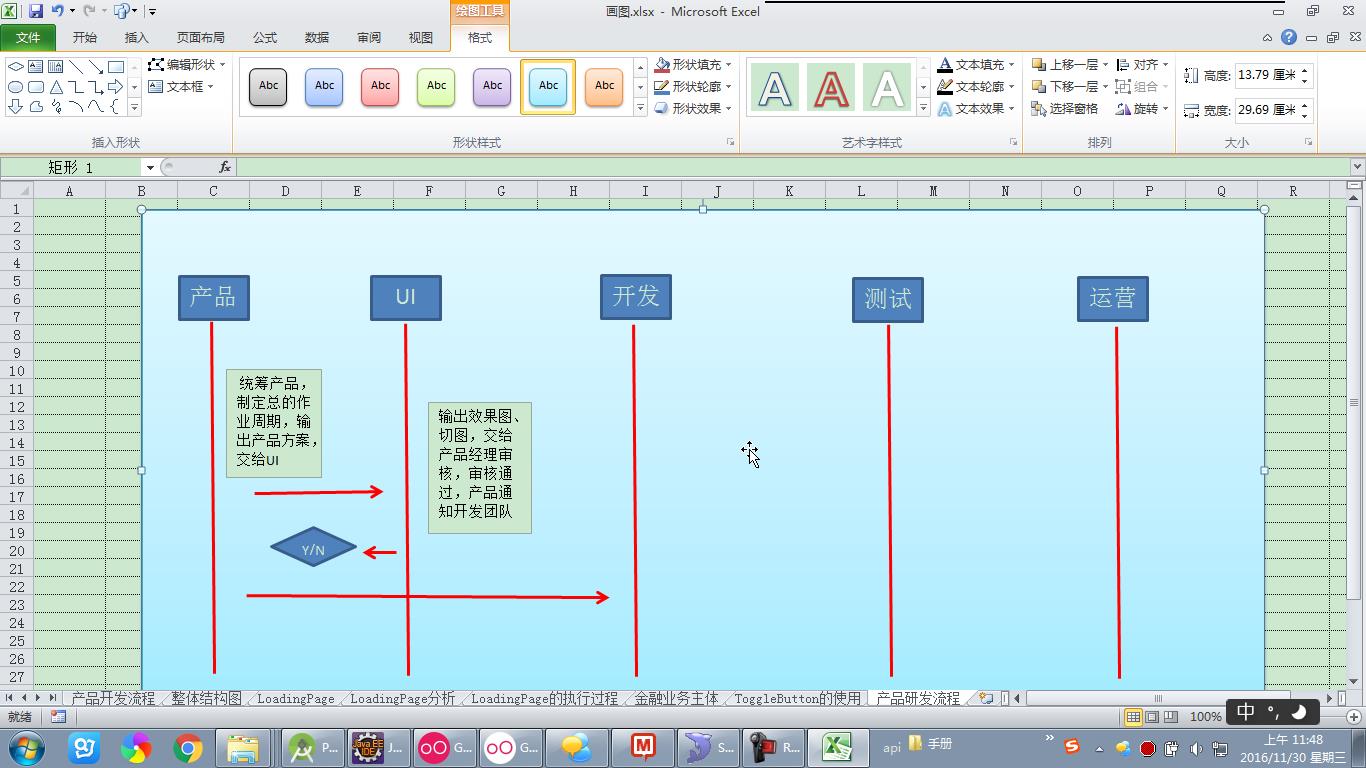 画图.xlsx - Microsoft Excel
绘图工具
文件 开始 插入 页面布局 公式 数据 审阅 视图 格式
编辑形状
文本框
插入形状
Abc Abc Abc Abc Abc Abc Abc
形状填充
形状轮廓
形状效果
形状样式
A A A
文本填充
文本轮廓
文本效果
艺术字样式
上移一层
下移一层
选择窗格
对齐
组合
旋转
排列
高度: 13.79 厘米
宽度: 29.69 厘米
大小
矩形 1
fx
A B C D E F G H I J K L M N O P Q R
1
2
3
4
5
6
7
8
9
10
11
12
13
14
15
16
17
18
19
20
21
22
23
24
25
26
27
产品 UI 开发 测试 运营
统筹产品,
制定总的作
业周期,输
出产品方案,
交给UI
输出效果图、
切图,交给
产品经理审
核,审核通
过,产品通
知开发团队
Y/N
产品开发流程 整体结构图 LoadingPage LoadingPage分析 LoadingPage的执行过程 金融业务主体 ToggleButton的使用 产品研发流程
就绪
100%
中 °,
P... J... G... G... S... R...
Java EE
IDE
api 手册
上午 11:48
2016/11/30 星期三